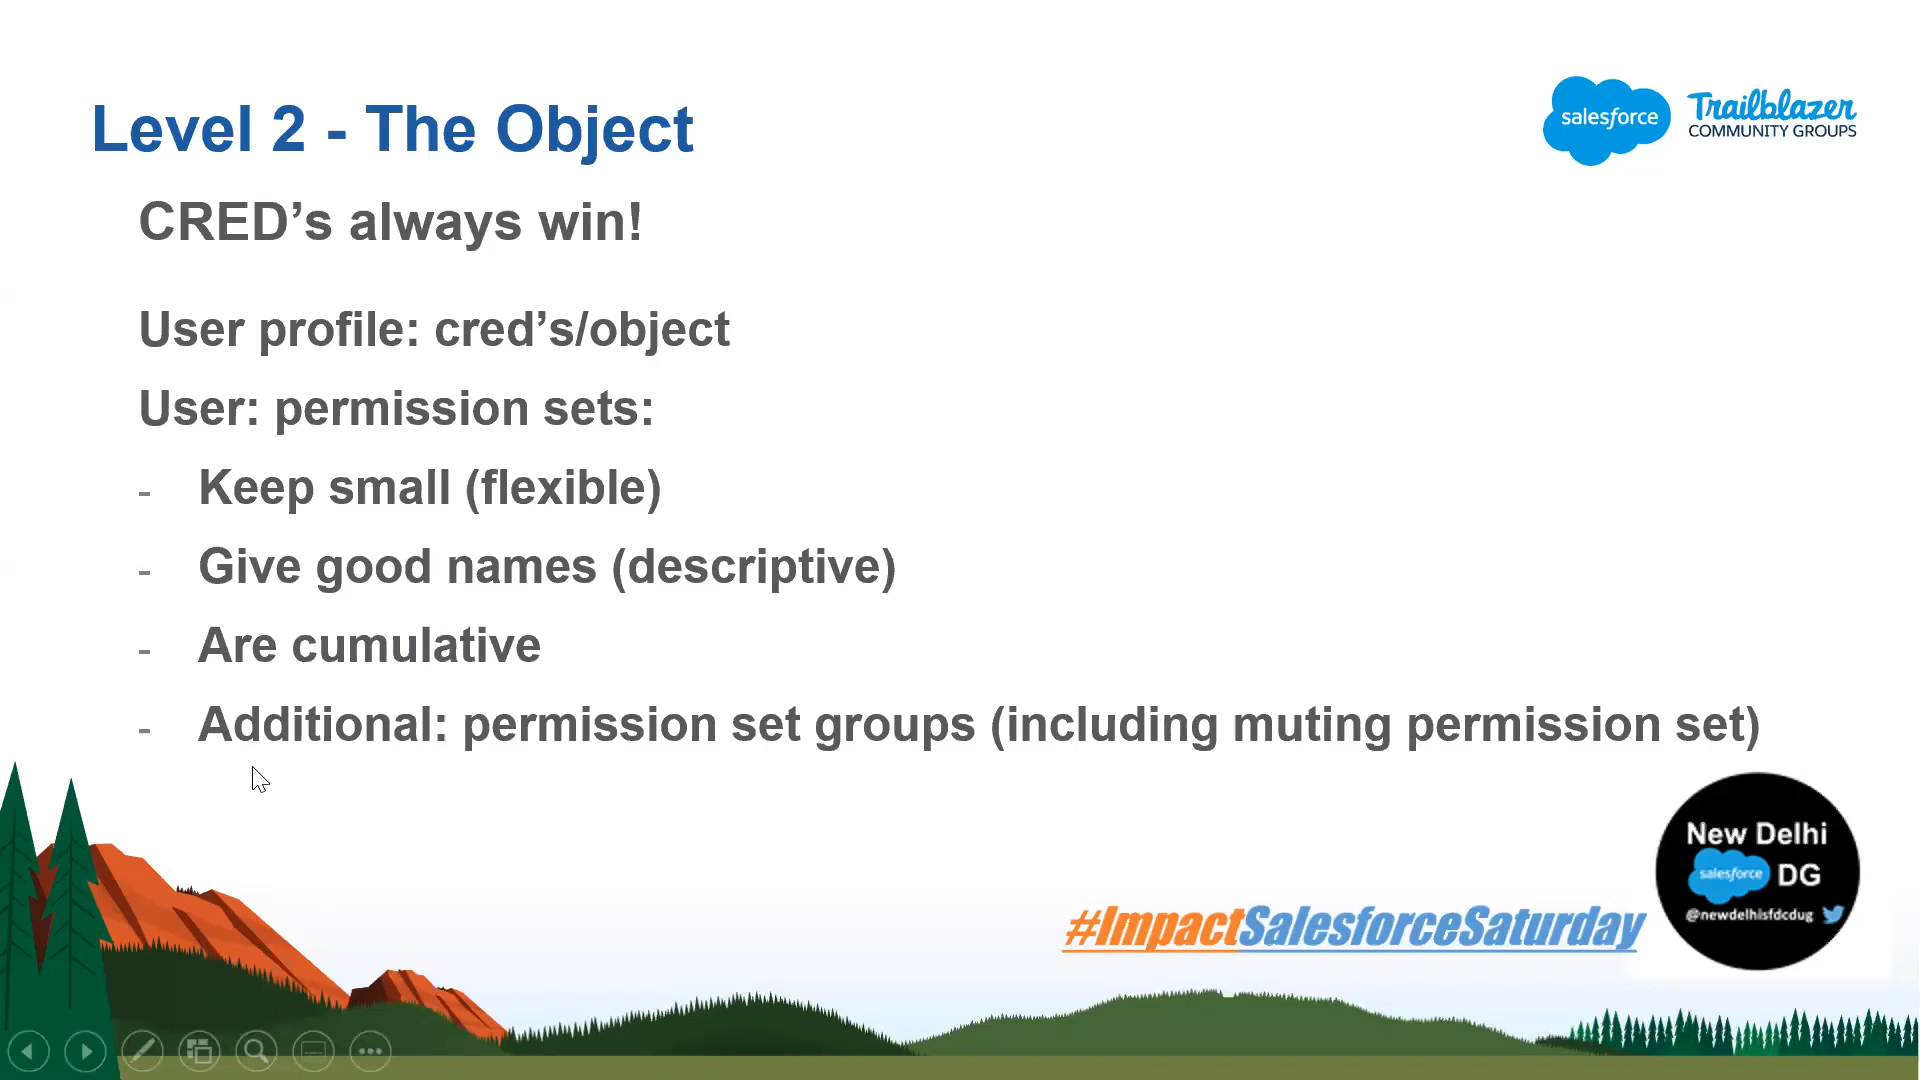 Level 2 - The Object
salesforce
Trailblazer
COMMUNITY GROUPS
CRED’s always win!
User profile: cred’s/object
User: permission sets:
- Keep small (flexible)
- Give good names (descriptive)
- Are cumulative
- Additional: permission set groups (including muting permission set)
New Delhi
salesforce DG
@newdelhisfdcdug
#ImpactSalesforceSaturday